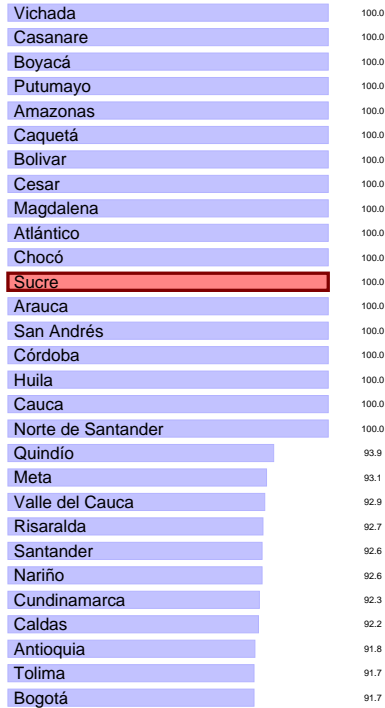 Vichada 100.0
Casanare 100.0
Boyacá 100.0
Putumayo 100.0
Amazonas 100.0
Caquetá 100.0
Bolivar 100.0
Cesar 100.0
Magdalena 100.0
Atlántico 100.0
Chocó 100.0
Sucre 100.0
Arauca 100.0
San Andrés 100.0
Córdoba 100.0
Huila 100.0
Cauca 100.0
Norte de Santander 100.0
Quindío 93.9
Meta 93.1
Valle del Cauca 92.9
Risaralda 92.7
Santander 92.6
Nariño 92.6
Cundinamarca 92.3
Caldas 92.2
Antioquia 91.8
Tolima 91.7
Bogotá 91.7